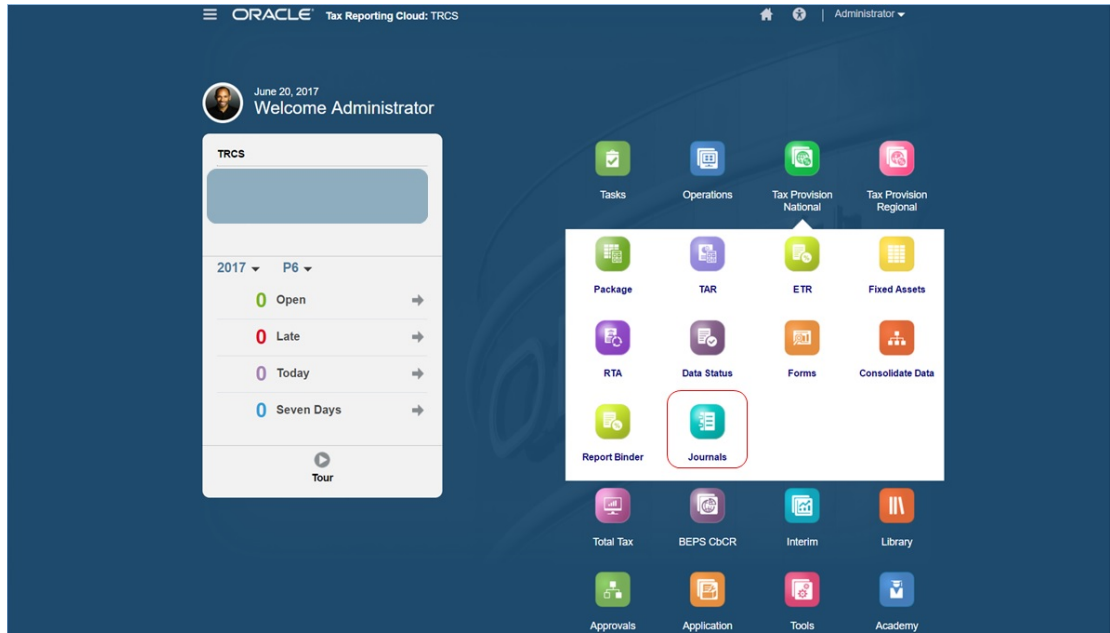 ORACLE Tax Reporting Cloud: TRCS
Administrator
June 20, 2017
Welcome Administrator
TRCS
2017 P6
0 Open
0 Late
0 Today
0 Seven Days
Tour
Tasks Operations Tax Provision National Tax Provision Regional
Package TAR ETR Fixed Assets
RTA Data Status Forms Consolidate Data
Report Binder Journals
Total Tax BEPS CbCR Interim Library
Approvals Application Tools Academy